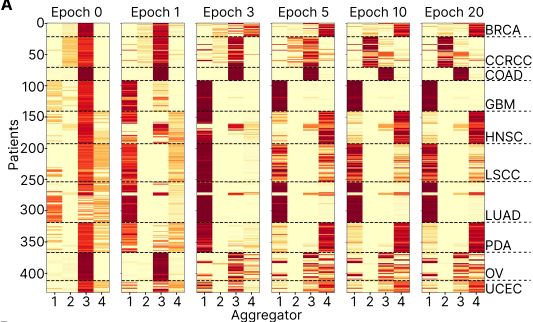 A
Epoch 0 Epoch 1 Epoch 3 Epoch 5 Epoch 10 Epoch 20
0 BRCA
50 CCRCC
COAD
100 GBM
150 HNSC
200 LSCC
250
300 LUAD
350 PDA
400 OV
UCEC
Patients
1 2 3 4 1 2 3 4 1 2 3 4 1 2 3 4 1 2 3 4 1 2 3 4
Aggregator